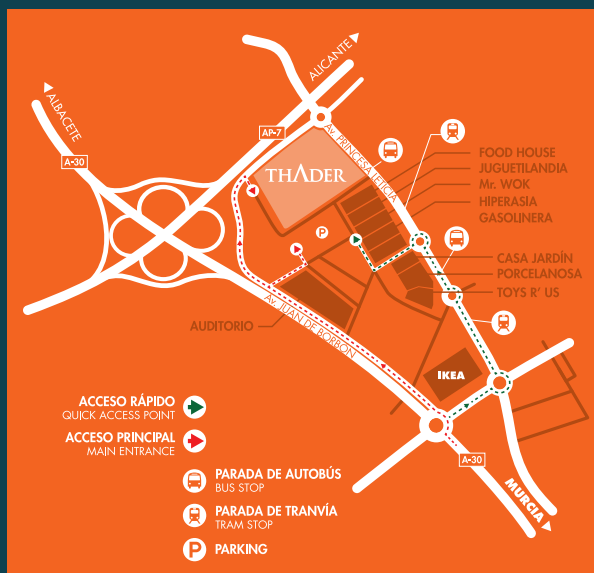 ALICANTE
ALBACETE
AP-7
A-30
Av. PRINCESA LETICIA
THADER
FOOD HOUSE
JUGUETILANDIA
Mr. WOK
HIPERASIA
GASOLINERA
P
CASA JARDÍN
PORCELANOSA
TOYS R' US
AUDITORIO
Av. JUAN DE BORBÓN
IKEA
ACCESO RÁPIDO
QUICK ACCESS POINT
ACCESO PRINCIPAL
MAIN ENTRANCE
A-30
MURCIA
PARADA DE AUTOBÚS
BUS STOP
PARADA DE TRANVÍA
TRAM STOP
P PARKING